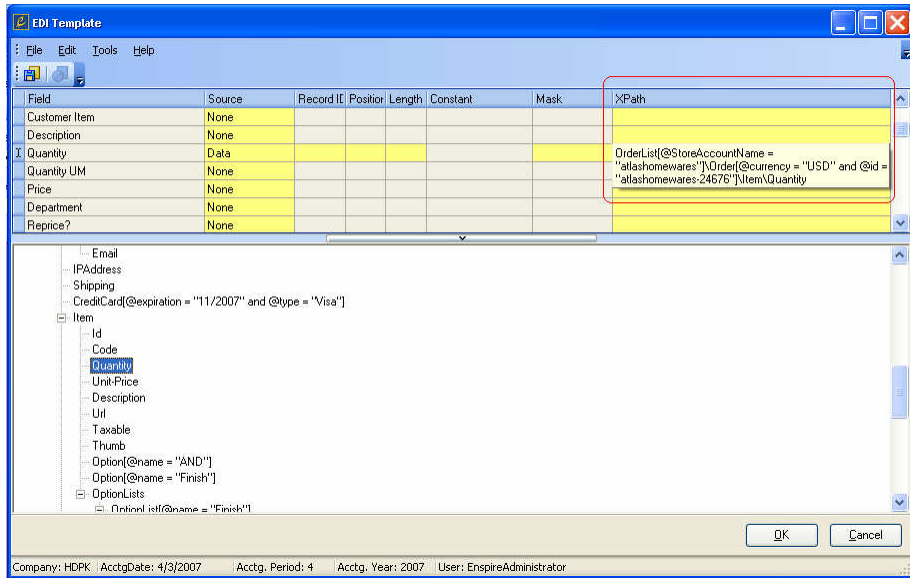 EDI Template
File Edit Tools Help
Field Source Record ID Position Length Constant Mask XPath
Customer Item None
Description None
Quantity Data
Quantity UM None
Price None
Department None
Reprice? None
OrderList[@StoreAccountName =
"atlashomewares"]\Order[@currency = "USD" and @id =
"atlashomewares-24676"]\Item\Quantity
Email
IPAddress
Shipping
CreditCard[@expiration = "11/2007" and @type = "Visa"]
Item
Id
Code
Quantity
Unit-Price
Description
Url
Taxable
Thumb
Option[@name = "AND"]
Option[@name = "Finish"]
OptionLists
OptionList[@name = "Finish"]
OK Cancel
Company: HDPK AcctgDate: 4/3/2007 Acctg. Period: 4 Acctg. Year: 2007 User: EnspireAdministrator